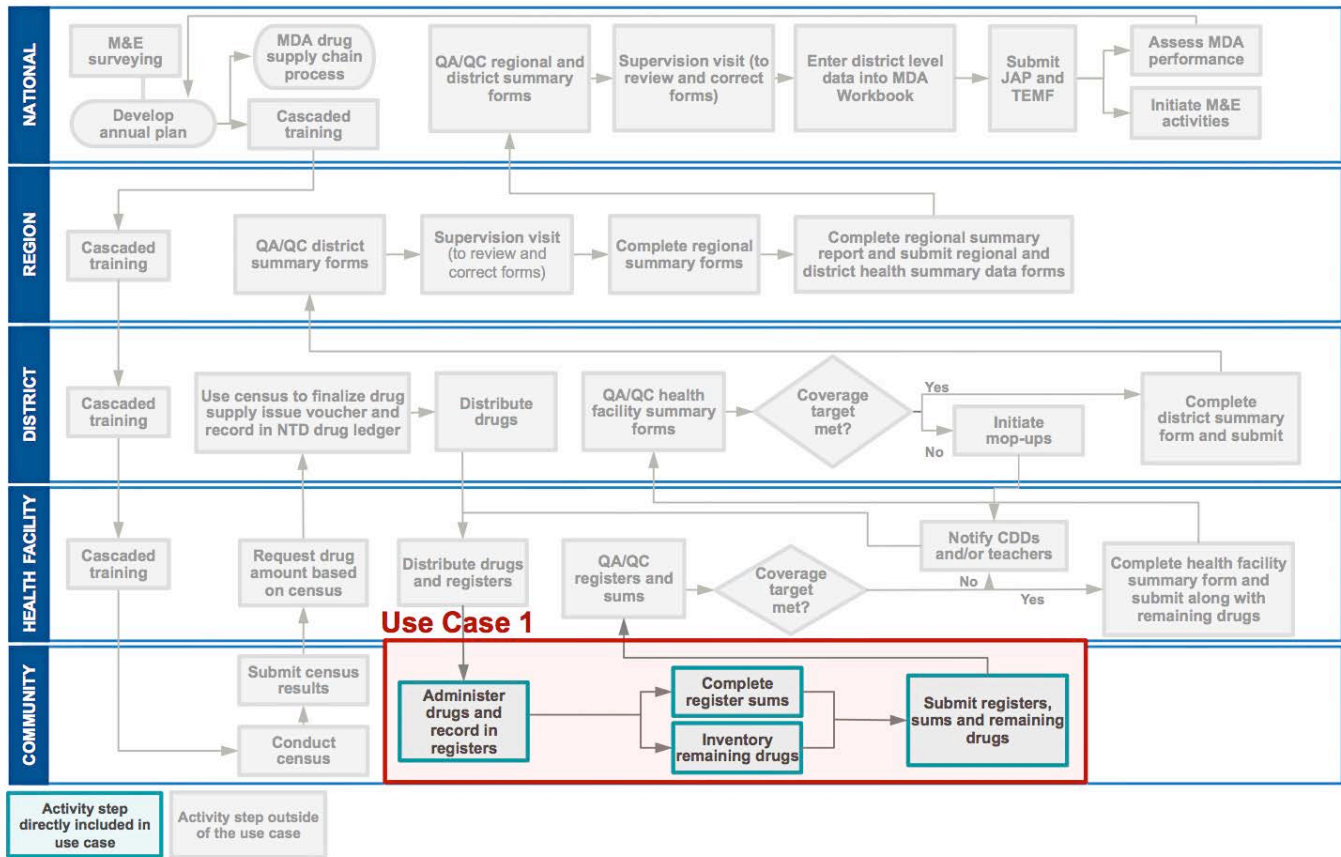 NATIONAL
M&E
surveying
Develop
annual plan
MDA drug
supply chain
process
Cascaded
training
QA/QC regional and
district summary
forms
Supervision visit (to
review and correct
forms)
Enter district level
data into MDA
Workbook
Submit
JAP and
TEMF
Assess MDA
performance
Initiate M&E
activities
REGION
Cascaded
training
QA/QC district
summary forms
Supervision visit
(to review and
correct forms)
Complete regional
summary forms
Complete regional summary
report and submit regional and
district health summary data forms
DISTRICT
Cascaded
training
Use census to finalize drug
supply issue voucher and
record in NTD drug ledger
Distribute
drugs
QA/QC health
facility summary
forms
Coverage
target
met?
Yes
No
Initiate
mop-ups
Complete
district summary
form and submit
HEALTH FACILITY
Cascaded
training
Request drug
amount based
on census
Distribute drugs
and registers
QA/QC
registers and
sums
Coverage
target met?
Notify CDDs
and/or teachers
No
Yes
Complete health facility
summary form and
submit along with
remaining drugs
Use Case 1
COMMUNITY
Submit census
results
Conduct
census
Administer
drugs and
record in
registers
Complete
register sums
Inventory
remaining drugs
Submit registers,
sums and remaining
drugs
Activity step
directly included in
use case
Activity step outside
of the use case